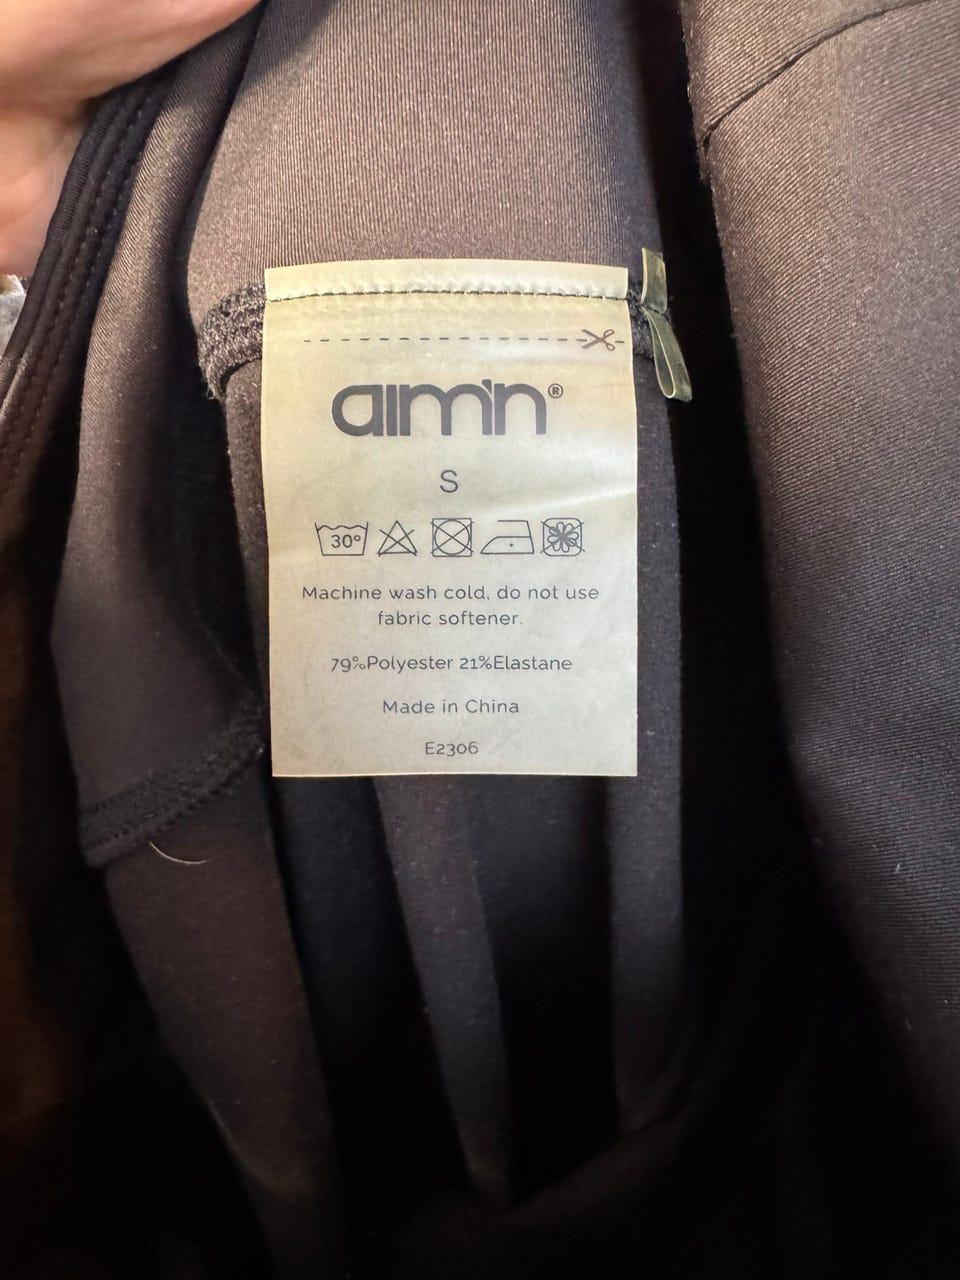 aim'n®
S
30°
Machine wash cold, do not use
fabric softener.
79%Polyester 21%Elastane
Made in China
E2306